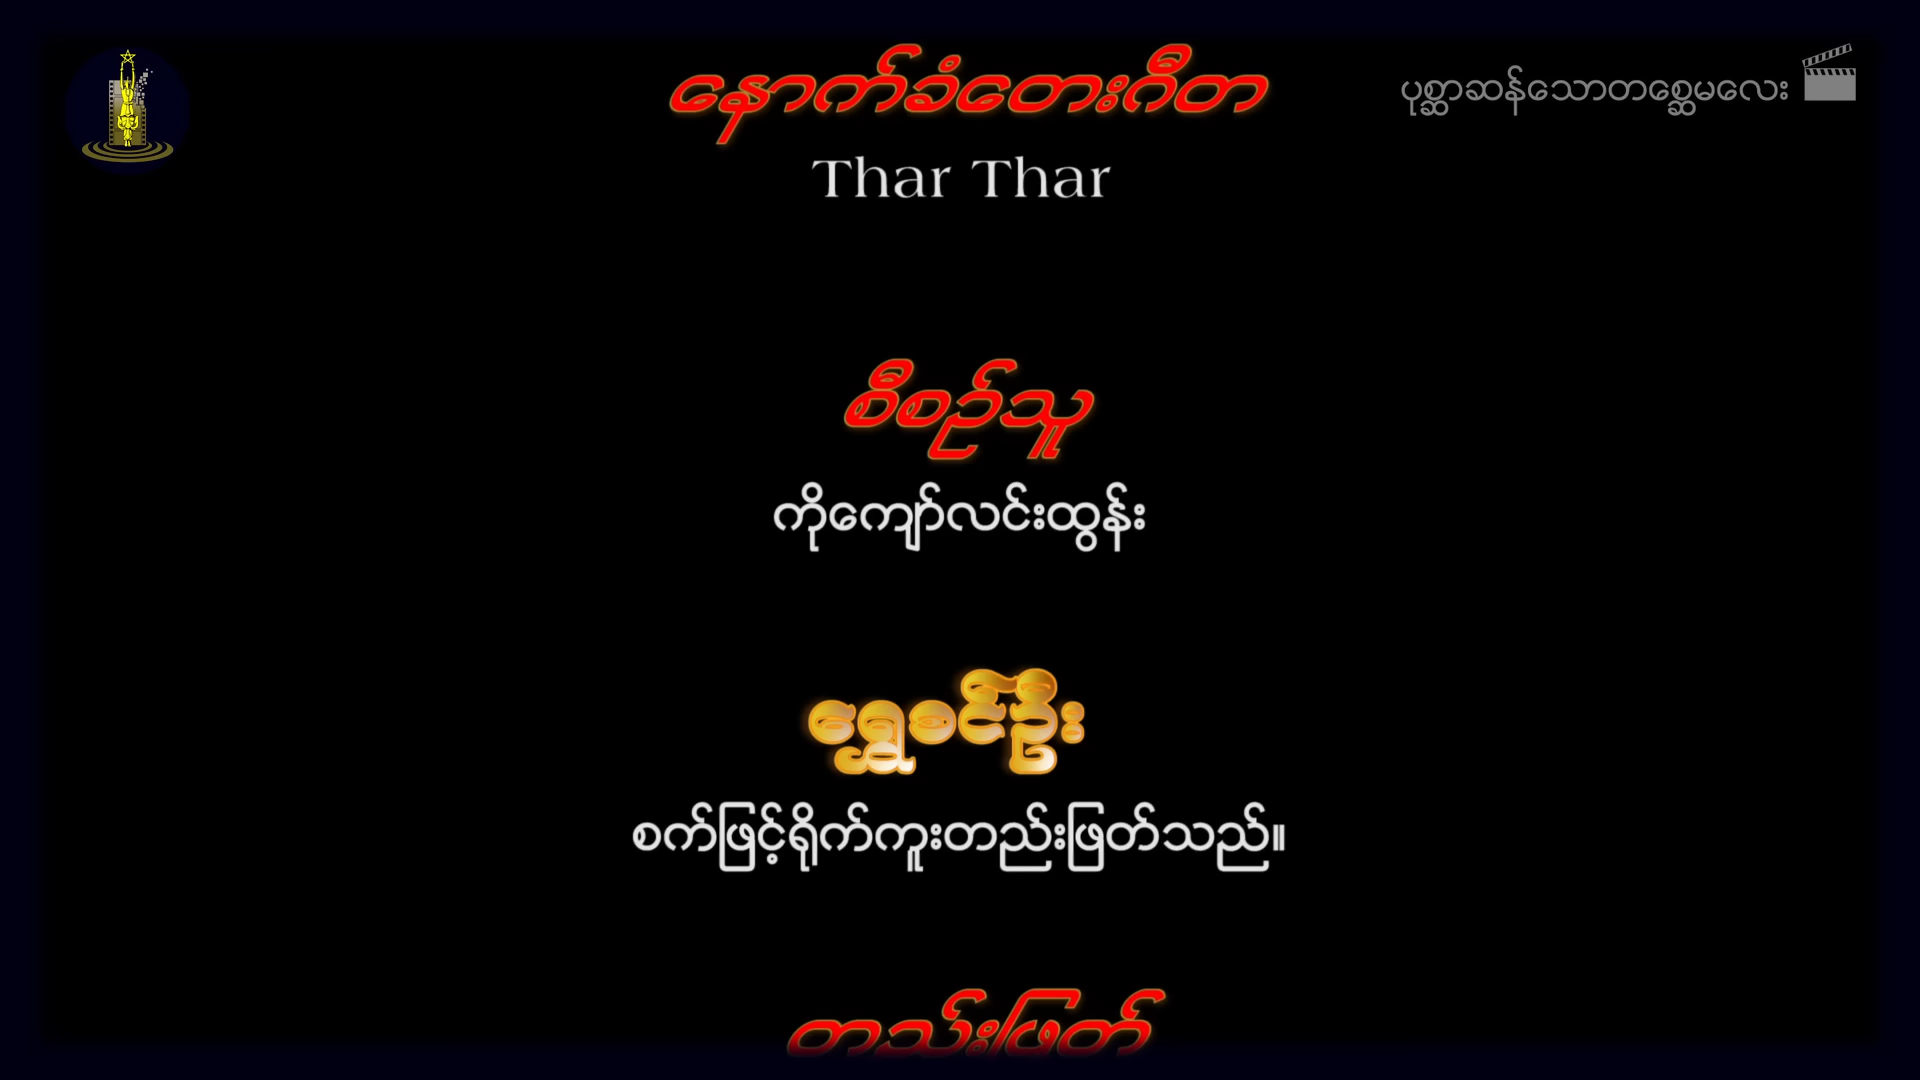 နောက်ခံတေးဂီတ
ပုစ္ဆာဆန်သောတစ္ဆေမလေး
Thar Thar
စီစဉ်သူ
ကိုကျော်လင်းထွန်း
ရွှေစင်ဦး
စက်ဖြင့်ရိုက်ကူးတည်းဖြတ်သည်။
တည်းဖြတ်